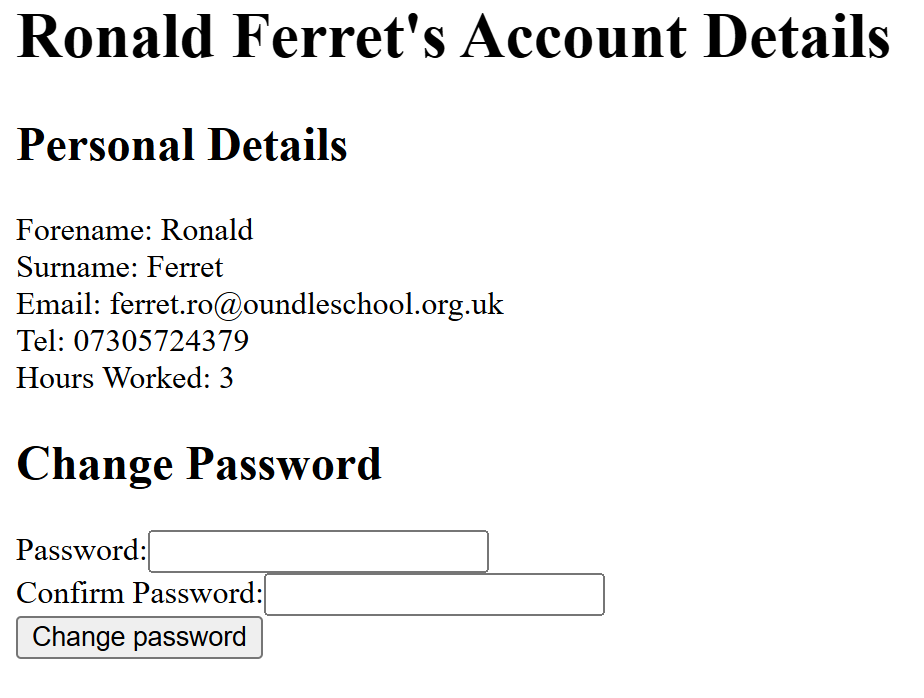 Ronald Ferret's Account Details
Personal Details
Forename: Ronald
Surname: Ferret
Email: ferret.ro@oundleschool.org.uk
Tel: 07305724379
Hours Worked: 3
Change Password
Password:
Confirm Password:
Change password